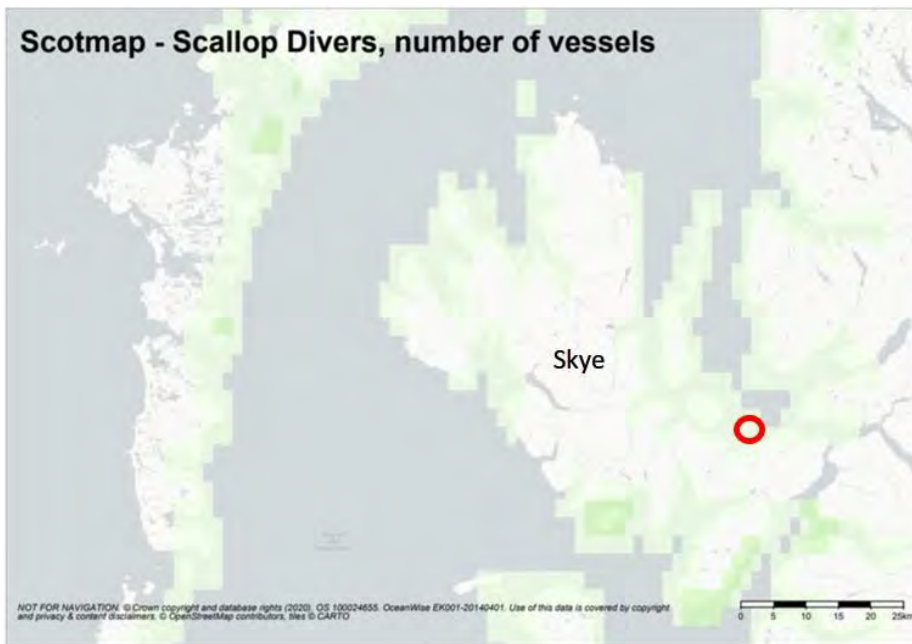 Scotmap - Scallop Divers, number of vessels
Skye
NOT FOR NAVIGATION. © Crown copyright and database rights (2020). OS 100024655. OceanWise EK001-20140401. Use of this data is covered by copyright
and privacy & content disclaimers. © OpenStreetMap contributors, tiles © CARTO
0 5 10 15 20 25km